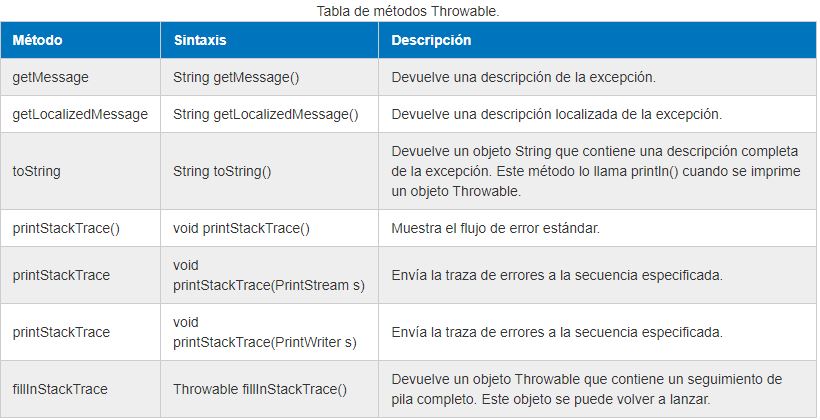 Tabla de métodos Throwable.
Método Sintaxis Descripción
getMessage String getMessage() Devuelve una descripción de la excepción.
getLocalizedMessage String getLocalizedMessage() Devuelve una descripción localizada de la excepción.
toString String toString() Devuelve un objeto String que contiene una descripción completa
de la excepción. Este método lo llama println() cuando se imprime
un objeto Throwable.
printStackTrace() void printStackTrace() Muestra el flujo de error estándar.
printStackTrace void
printStackTrace(PrintStream s) Envía la traza de errores a la secuencia especificada.
printStackTrace void
printStackTrace(PrintWriter s) Envía la traza de errores a la secuencia especificada.
fillInStackTrace Throwable fillInStackTrace() Devuelve un objeto Throwable que contiene un seguimiento de
pila completo. Este objeto se puede volver a lanzar.